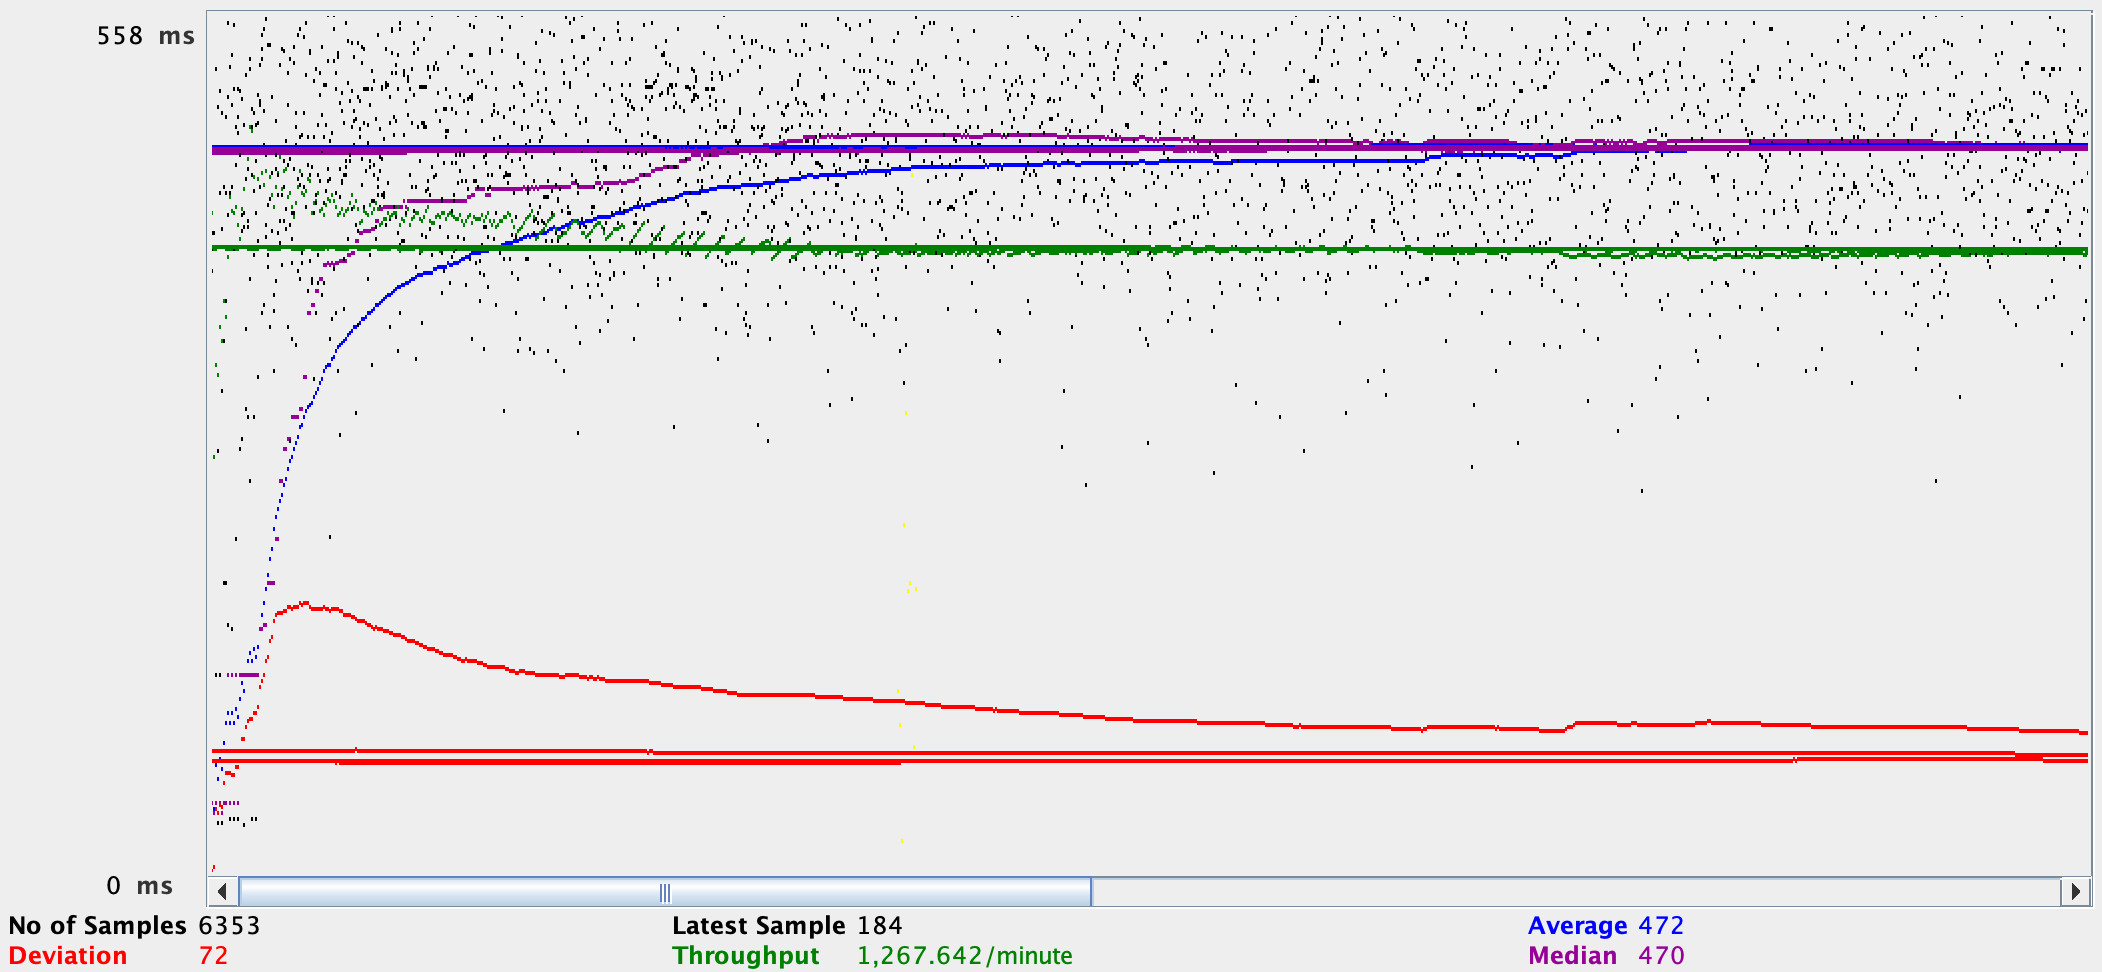 558 ms
0 ms
No of Samples 6353 Latest Sample 184 Average 472
Deviation 72 Throughput 1,267.642/minute Median 470